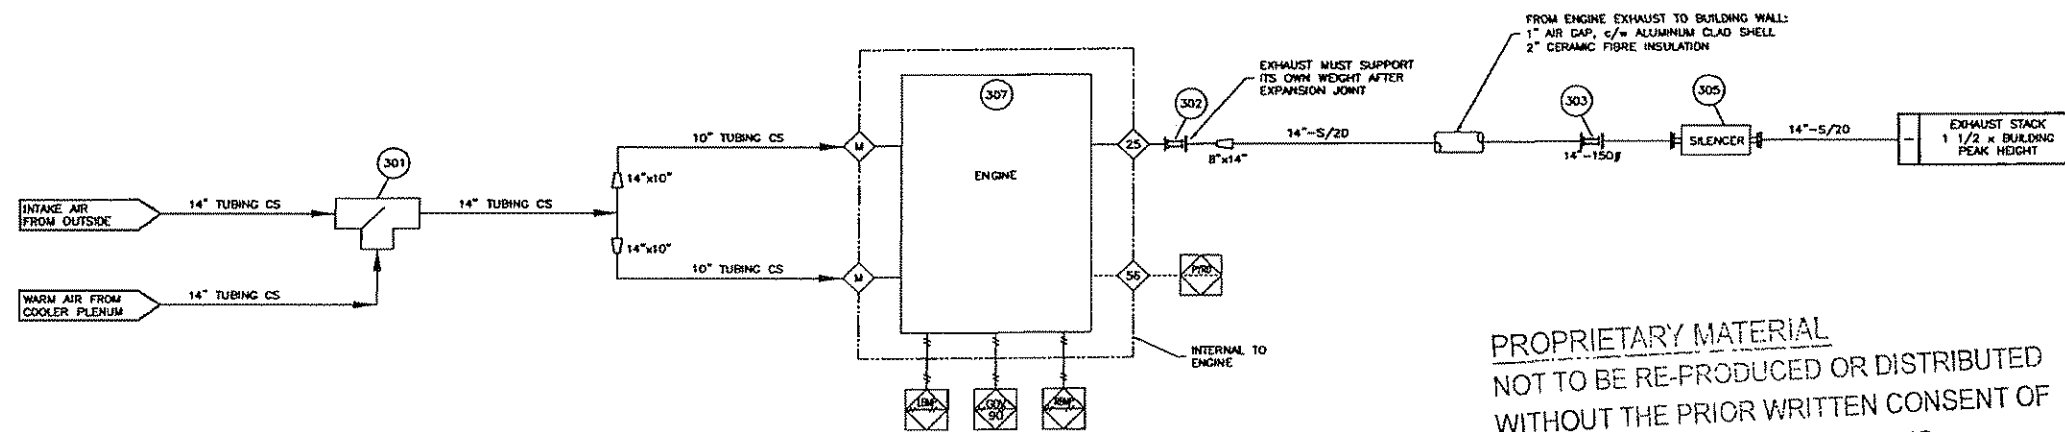 FROM ENGINE EXHAUST TO BUILDING WALL:
1" AIR GAP, c/w ALUMINUM CLAD SHELL
2" CERAMIC FIBRE INSULATION
EXHAUST MUST SUPPORT
ITS OWN WEIGHT AFTER
EXPANSION JOINT
307
302
303
305
10" TUBING CS
M
25
14"-S/20
8"x14"
14"-150#
SILENCER
14"-S/20
EXHAUST STACK
1 1/2 x BUILDING
PEAK HEIGHT
301
14"x10"
ENGINE
INTAKE AIR
FROM OUTSIDE
14" TUBING CS
14" TUBING CS
14"x10"
10" TUBING CS
M
56
PYRO
WARM AIR FROM
COOLER PLENUM
14" TUBING CS
INTERNAL TO
ENGINE
LBMP
GOV
90
RBMP
PROPRIETARY MATERIAL
NOT TO BE RE-PRODUCED OR DISTRIBUTED
WITHOUT THE PRIOR WRITTEN CONSENT OF